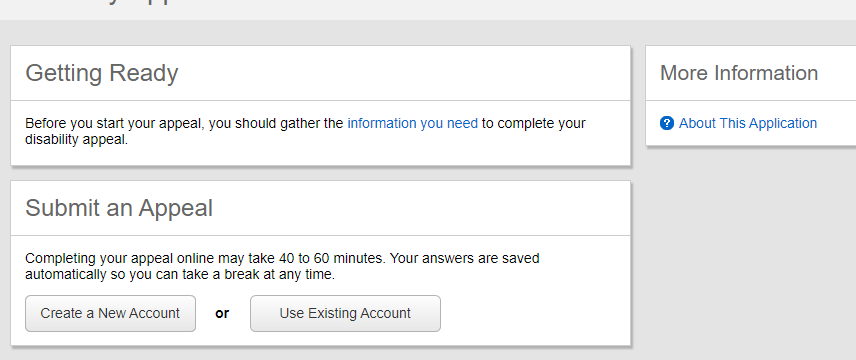 Getting Ready
Before you start your appeal, you should gather the information you need to complete your
disability appeal.
Submit an Appeal
Completing your appeal online may take 40 to 60 minutes. Your answers are saved
automatically so you can take a break at any time.
Create a New Account or Use Existing Account
More Information
? About This Application